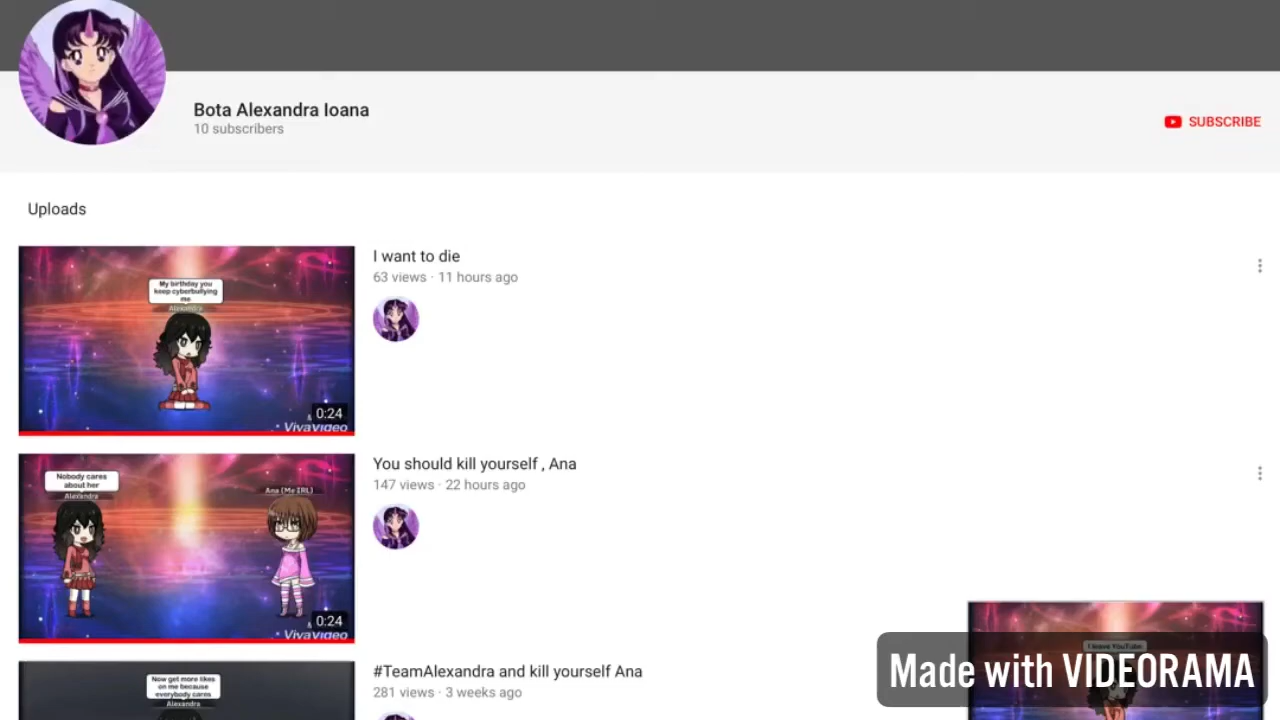 Bota Alexandra Ioana
10 subscribers
SUBSCRIBE
Uploads
My birthday you
keep cyberbullying
me
Alexandra
0:24
VivaVideo
I want to die
63 views · 11 hours ago
Nobody cares
about her
Alexandra
Ana (Me IRL)
0:24
VivaVideo
You should kill yourself , Ana
147 views · 22 hours ago
Now get more likes
on me because
everybody cares
Alexandra
#TeamAlexandra and kill yourself Ana
281 views · 3 weeks ago
I leave YouTube
Made with VIDEORAMA